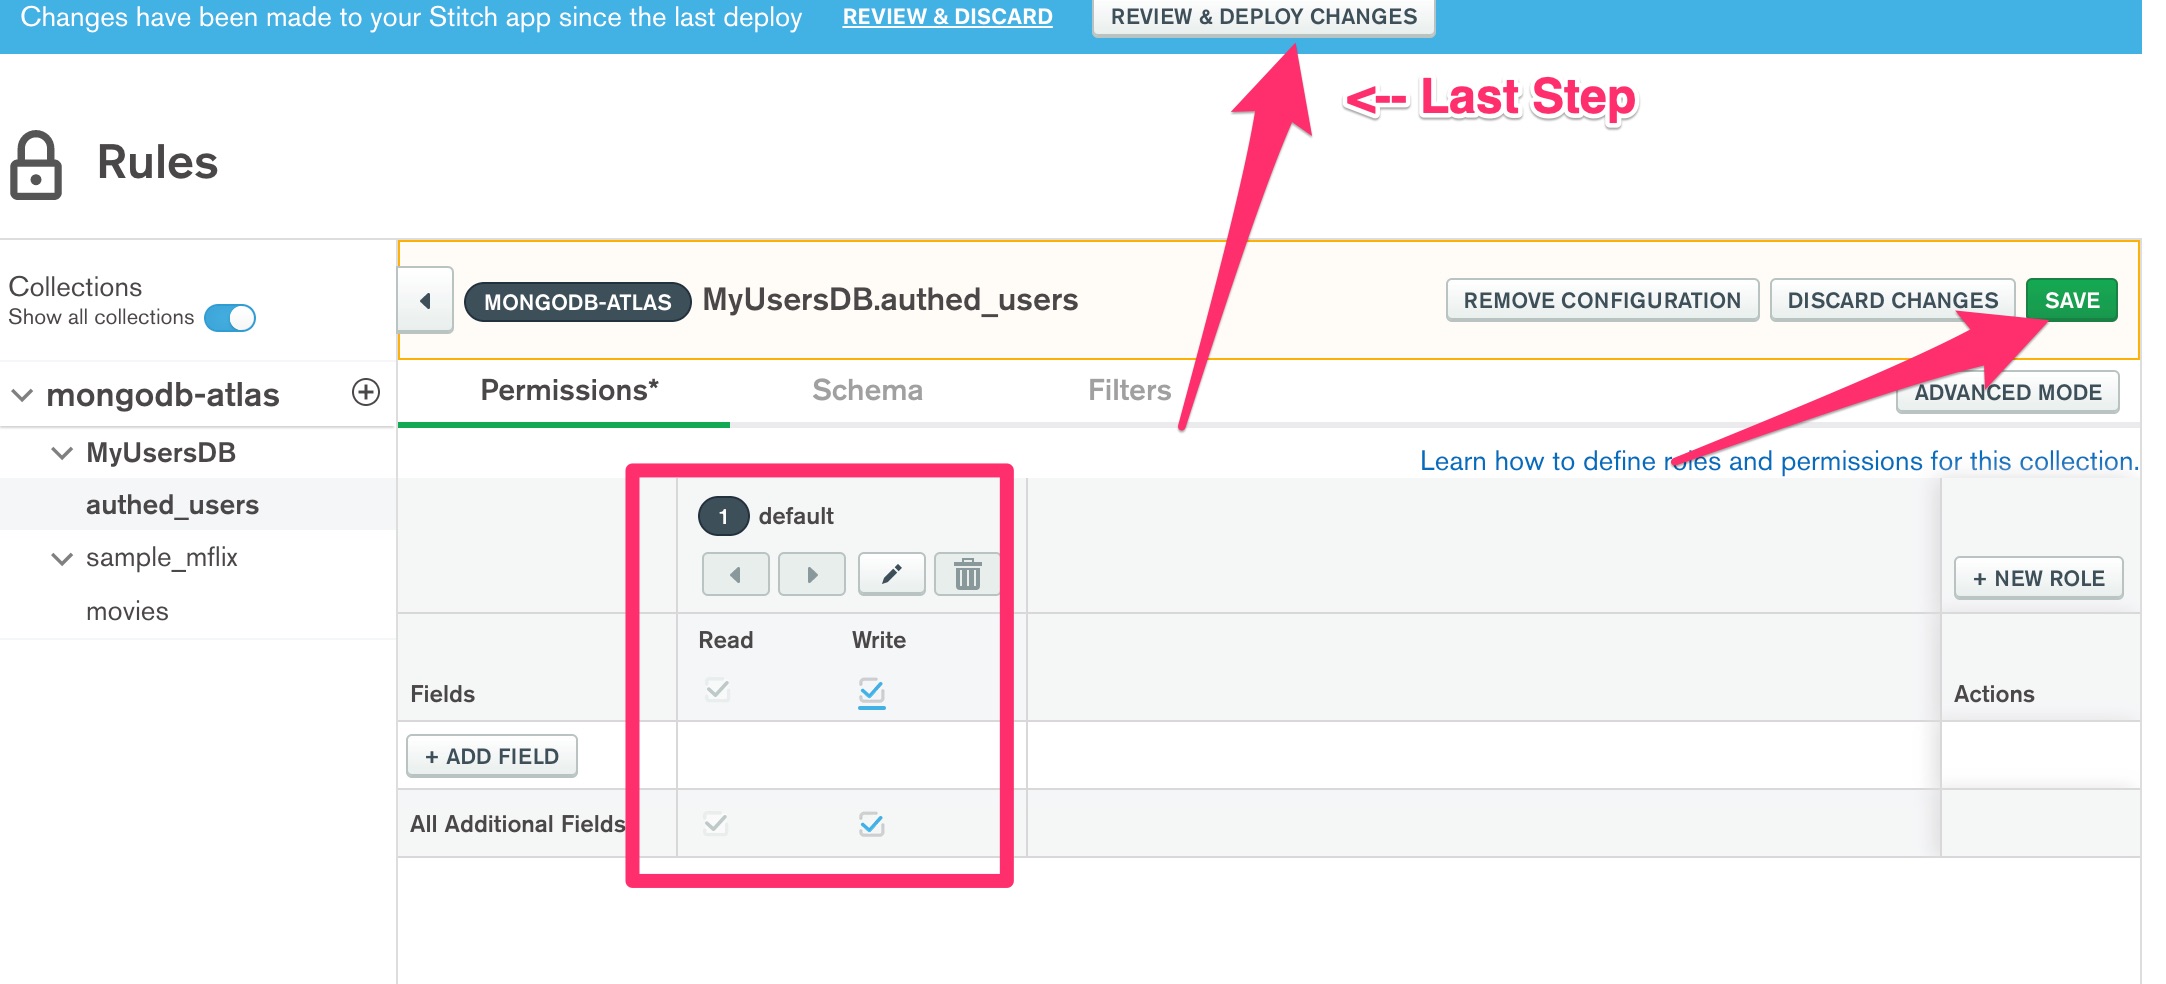 Changes have been made to your Stitch app since the last deploy REVIEW & DISCARD REVIEW & DEPLOY CHANGES
<-- Last Step
Rules
Collections
Show all collections
MONGODB-ATLAS MyUsersDB.authed_users REMOVE CONFIGURATION DISCARD CHANGES SAVE
mongodb-atlas
MyUsersDB
authed_users
sample_mflix
movies
Permissions* Schema Filters ADVANCED MODE
Learn how to define roles and permissions for this collection.
1 default
+ NEW ROLE
Read Write
Fields Actions
+ ADD FIELD
All Additional Fields